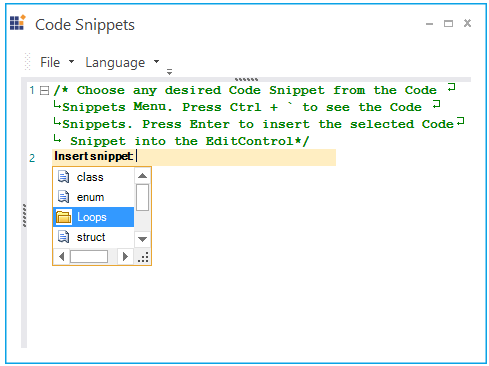 Code Snippets
File Language
1 /* Choose any desired Code Snippet from the Code
Snippets Menu. Press Ctrl + ` to see the Code
Snippets. Press Enter to insert the selected Code
Snippet into the EditControl*/
2 Insert snippet:
class
enum
Loops
struct